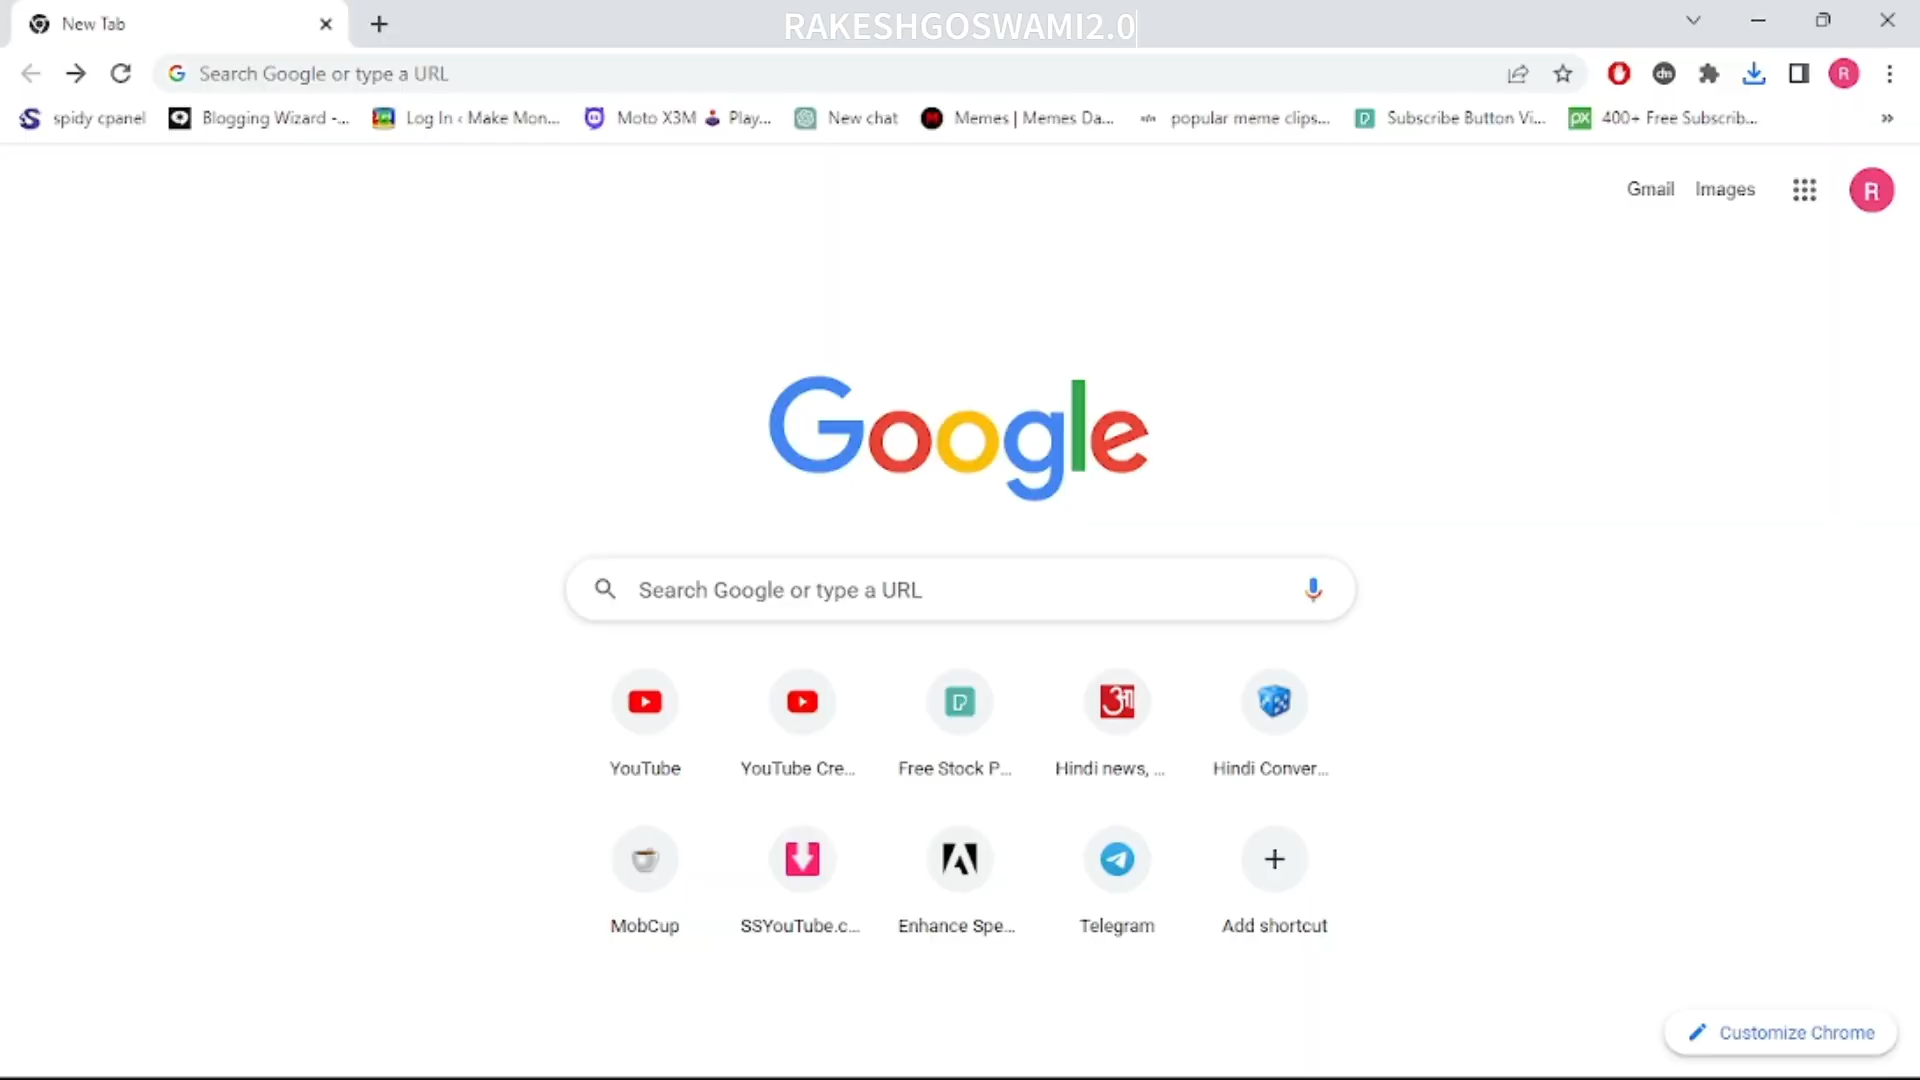 New Tab
RAKESHGOSWAMI2.0
Search Google or type a URL
spidy cpanel
Blogging Wizard -...
Log In ‹ Make Mon...
Moto X3M 🕹 Play...
New chat
Memes | Memes Da...
popular meme clips...
Subscribe Button Vi...
400+ Free Subscrib...
Gmail Images
R
R
Google
Search Google or type a URL
YouTube
YouTube Cre...
Free Stock P...
Hindi news, ...
Hindi Conver...
MobCup
SSYouTube.c...
Enhance Spe...
Telegram
Add shortcut
Customize Chrome